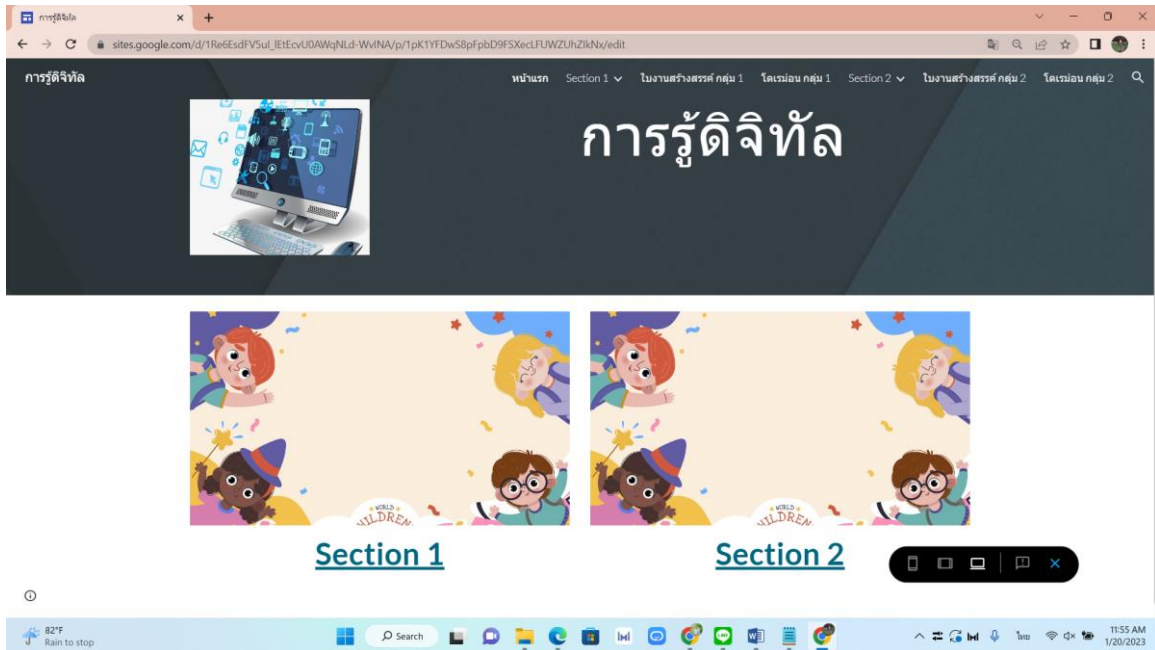 การรู้ดิจิทัล
sites.google.com/d/1Re6EsdFV5ul_lEtEcvU0AWqNLd-WvINA/p/1pK1YFDwS8pFpbD9FSXecLFUWZUhZIkNx/edit
การรู้ดิจิทัล หน้าแรก Section 1 ใบงานสร้างสรรค์ กลุ่ม 1 โดเรม่อน กลุ่ม 1 Section 2 ใบงานสร้างสรรค์ กลุ่ม 2 โดเรม่อน กลุ่ม 2
การรู้ดิจิทัล
WORLD WORLD
CHILDREN CHILDREN
Section 1 Section 2
82°F
Rain to stop
Search
ไทย
11:55 AM
1/20/2023